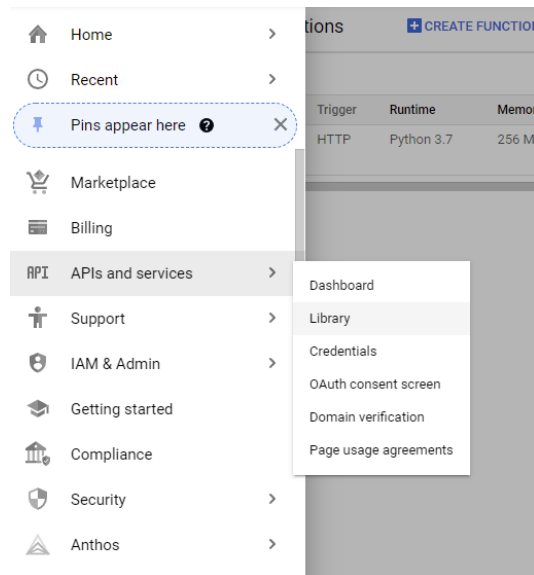 Home
Recent
Pins appear here
Marketplace
Billing
API APIs and services
Support
IAM & Admin
Getting started
Compliance
Security
Anthos
Dashboard
Library
Credentials
OAuth consent screen
Domain verification
Page usage agreements
tions CREATE FUNCTION
Trigger Runtime Memor
HTTP Python 3.7 256 M